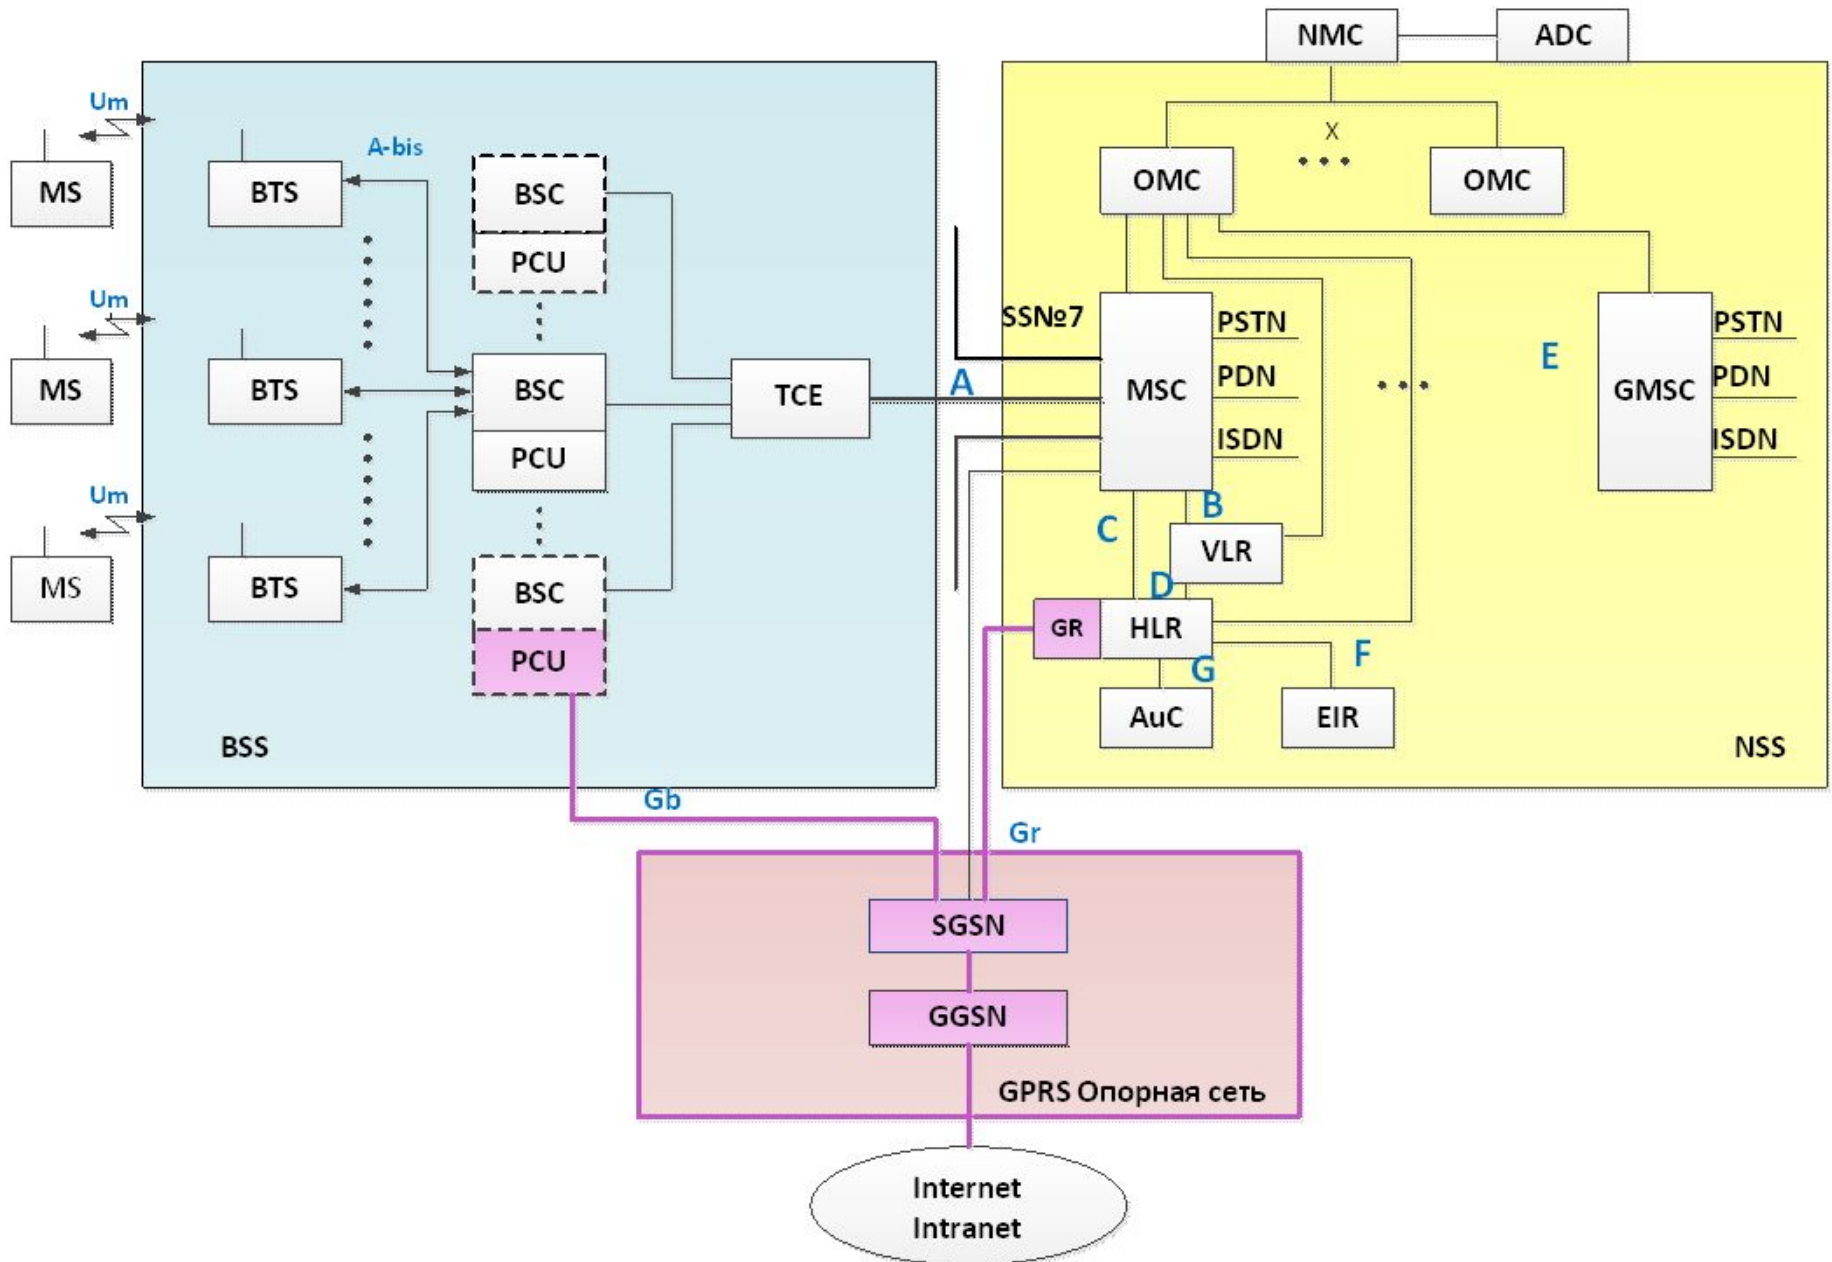 NMC
ADC
Um
A-bis
MS
BTS
BSC
PCU
OMC
X
OMC
Um
MS
BTS
BSC
PCU
TCE
A
SS№7
MSC
PSTN
PDN
ISDN
E
GMSC
PSTN
PDN
ISDN
Um
MS
BTS
BSC
PCU
C
B
VLR
D
GR
HLR
G
F
AuC
EIR
BSS
NSS
Gb
Gr
SGSN
GGSN
GPRS Опорная сеть
Internet
Intranet